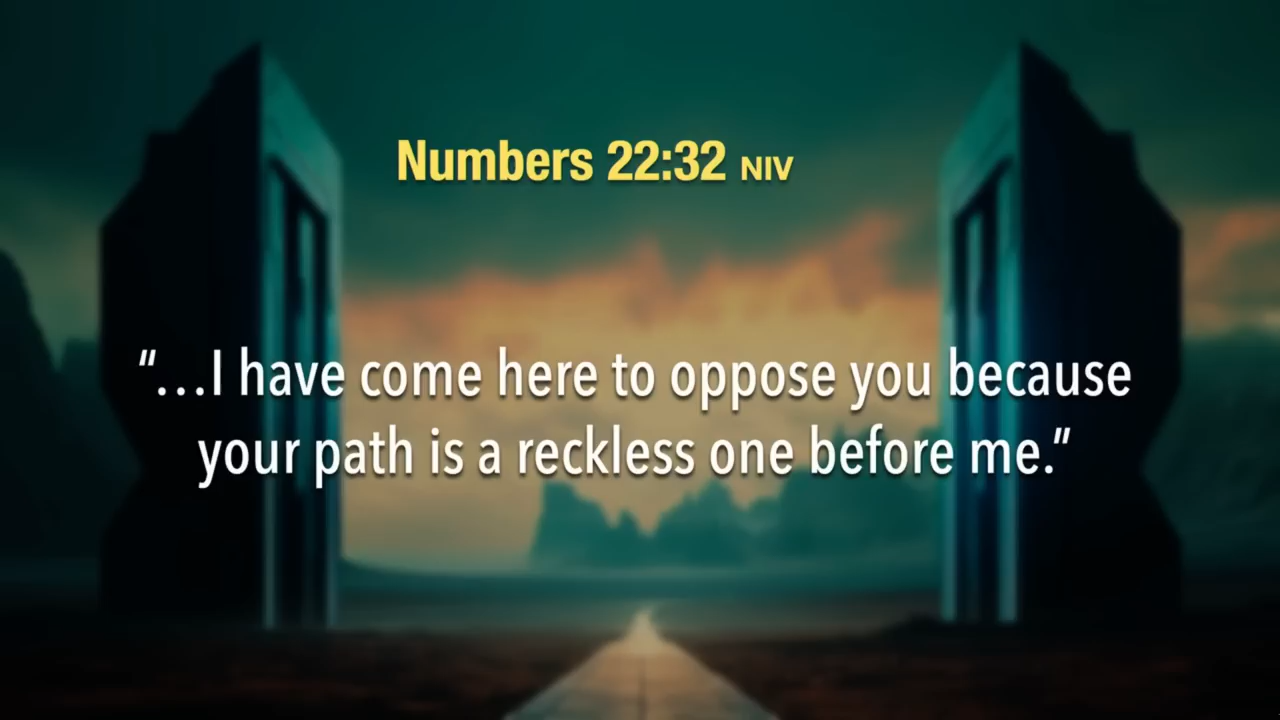 Numbers 22:32 NIV
“…I have come here to oppose you because
your path is a reckless one before me.”